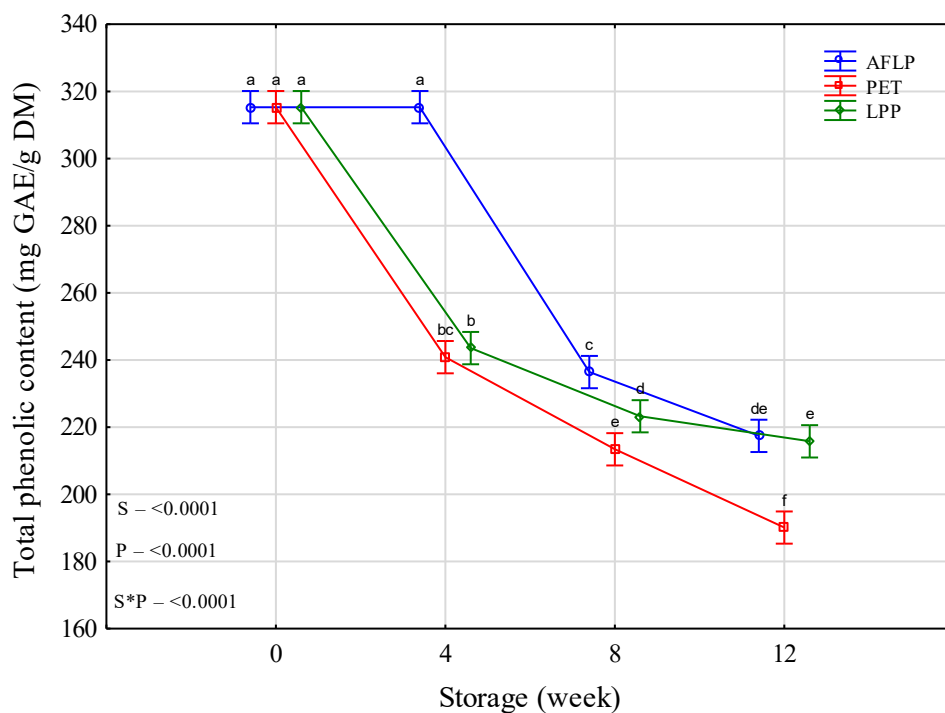 Total phenolic content (mg GAE/g DM)
340
320
300
280
260
240
220
200
180
160
a a a a
bc b c
e d de e
f
AFLP
PET
LPP
S – <0.0001
P – <0.0001
S*P – <0.0001
0 4 8 12
Storage (week)